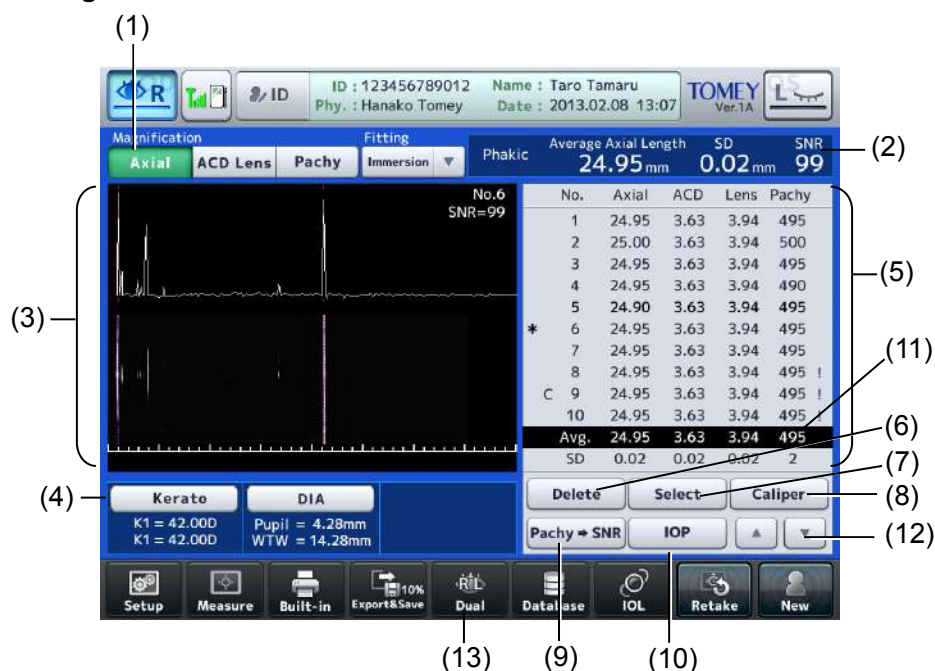 (1)
R
ID
ID : 123456789012 Name : Taro Tamaru
Phy. : Hanako Tomey Date : 2013.02.08 13:07
TOMEY
Ver.1A
L
Magnification Fitting
Axial ACD Lens Pachy Immersion ▼
Phakic Average Axial Length SD SNR
24.95mm 0.02mm 99
(2)
(3)
No.6
SNR=99
No. Axial ACD Lens Pachy
1 24.95 3.63 3.94 495
2 25.00 3.63 3.94 500
3 24.95 3.63 3.94 495
4 24.95 3.63 3.94 490
5 24.90 3.63 3.94 495
* 6 24.95 3.63 3.94 495
7 24.95 3.63 3.94 495
8 24.95 3.63 3.94 495 !
C 9 24.95 3.63 3.94 495 !
10 24.95 3.63 3.94 495 !
Avg. 24.95 3.63 3.94 495
SD 0.02 0.02 0.02 2
(5)
(11)
(6)
(7)
(4)
Kerato DIA
K1 = 42.00D Pupil = 4.28mm
K1 = 42.00D WTW = 14.28mm
Delete Select Caliper
(8)
Pachy ➡ SNR IOP ▲ ▼
(12)
Setup Measure Built-in 10% Export&Save R L Dual Database IOL Retake New
(13) (9) (10)